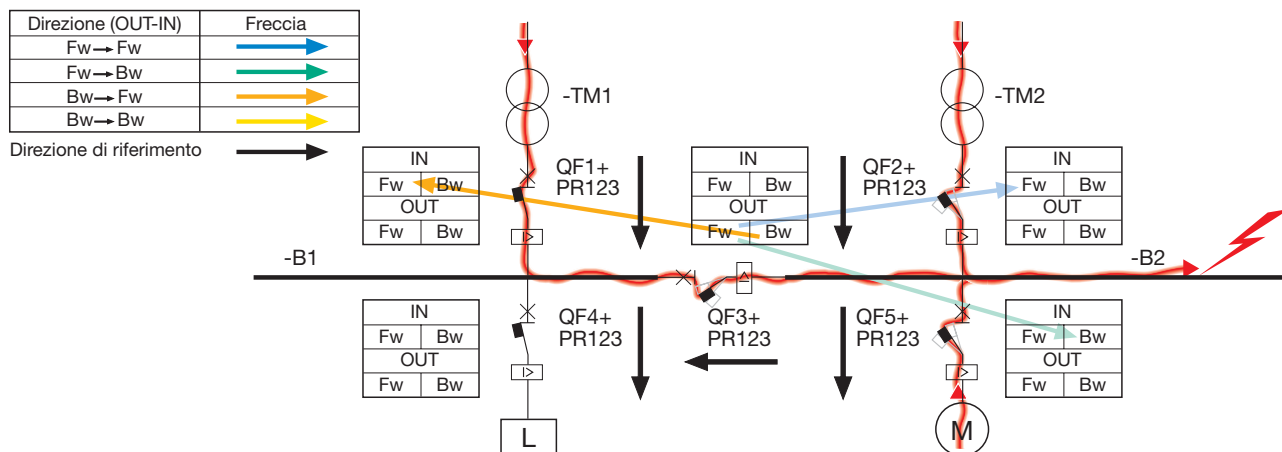 Direzione (OUT-IN) Freccia
Fw→Fw
Fw→Bw
Bw→Fw
Bw→Bw
Direzione di riferimento
-TM1
-TM2
IN
Fw Bw
OUT
Fw Bw
QF1+
PR123
IN
Fw Bw
OUT
Fw Bw
QF2+
PR123
IN
Fw Bw
OUT
Fw Bw
-B1
-B2
IN
Fw Bw
OUT
Fw Bw
QF4+
PR123
QF3+
PR123
QF5+
PR123
IN
Fw Bw
OUT
Fw Bw
L
M